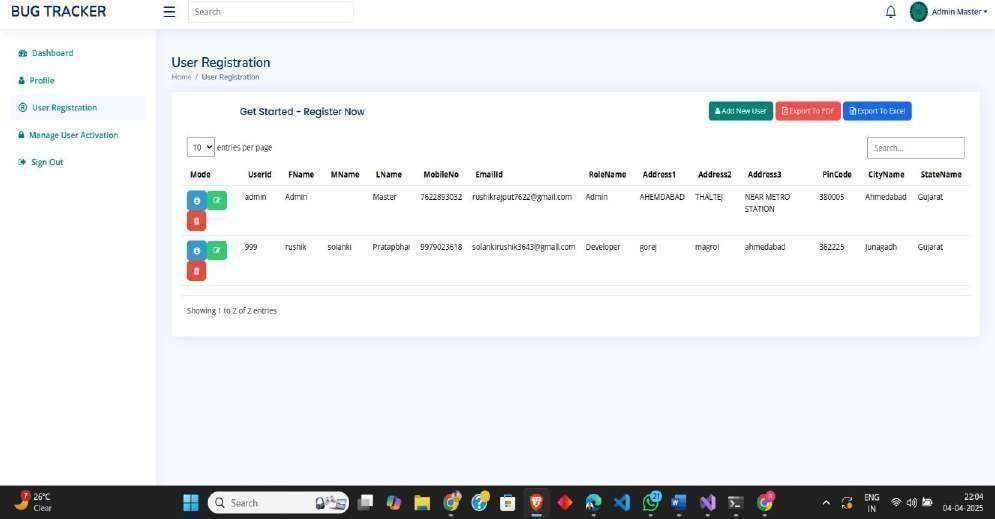 BUG TRACKER
Search
Admin Master
Dashboard
Profile
User Registration
Manage User Activation
Sign Out
User Registration
Home / User Registration
Get Started - Register Now
Add New User Export To PDF Export To Excel
10 entries per page
Search...
Mode UserId FName MName LName MobileNo EmailId RoleName Address1 Address2 Address3 PinCode CityName StateName
admin Admin Master 7622893032 rushikrajput7622@gmail.com Admin AHEMDABAD THALTEJ NEAR METRO STATION 380005 Ahmedabad Gujarat
999 rushik solanki Pratapbhai 9979023618 solankirushik3643@gmail.com Developer gorej magrol ahmedabad 362225 Junagadh Gujarat
Showing 1 to 2 of 2 entries
26°C
Clear
Search
ENG
IN
22:04
04-04-2025